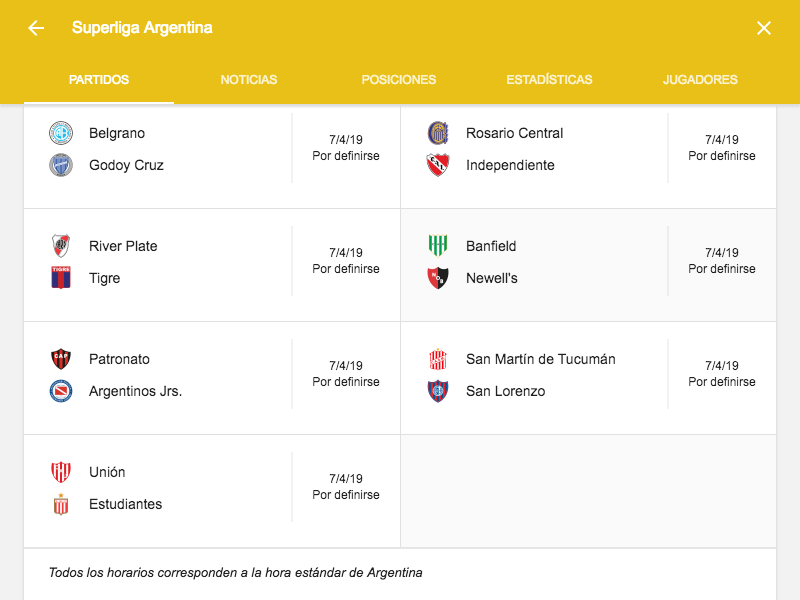 Superliga Argentina
PARTIDOS
NOTICIAS
POSICIONES
ESTADÍSTICAS
JUGADORES
Belgrano
Godoy Cruz
7/4/19
Por definirse
Rosario Central
Independiente
7/4/19
Por definirse
River Plate
TIGRE
Tigre
7/4/19
Por definirse
Banfield
Newell's
7/4/19
Por definirse
CAP
Patronato
Argentinos Jrs.
7/4/19
Por definirse
San Martín de Tucumán
San Lorenzo
7/4/19
Por definirse
Unión
Estudiantes
7/4/19
Por definirse
Todos los horarios corresponden a la hora estándar de Argentina